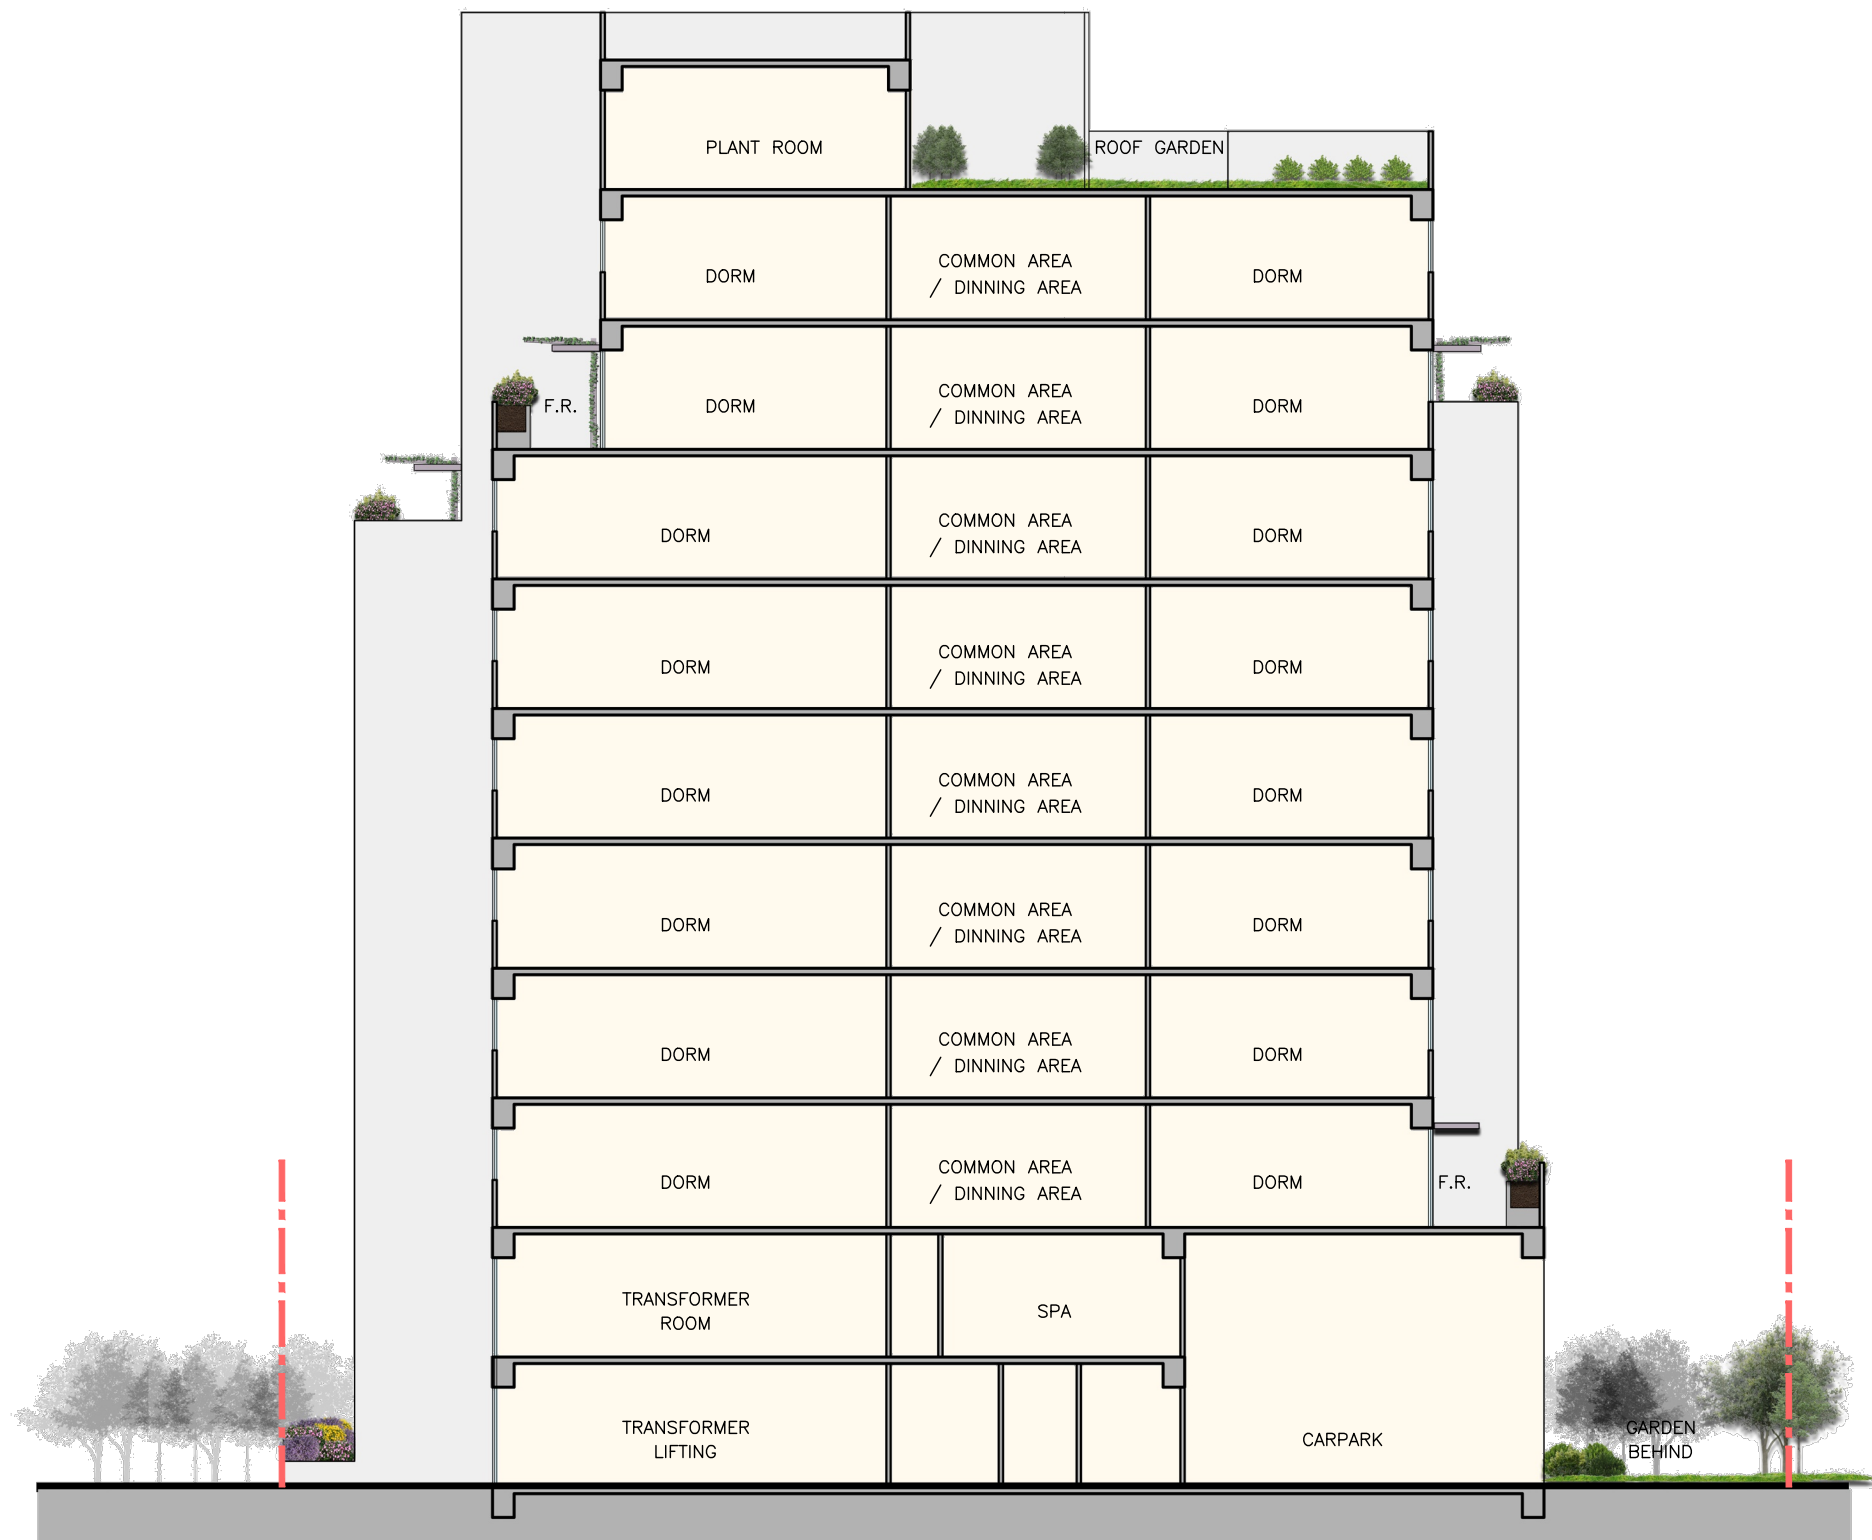 PLANT ROOM
ROOF GARDEN
DORM
COMMON AREA
/ DINNING AREA
DORM
F.R.
DORM
COMMON AREA
/ DINNING AREA
DORM
DORM
COMMON AREA
/ DINNING AREA
DORM
DORM
COMMON AREA
/ DINNING AREA
DORM
DORM
COMMON AREA
/ DINNING AREA
DORM
DORM
COMMON AREA
/ DINNING AREA
DORM
DORM
COMMON AREA
/ DINNING AREA
DORM
DORM
COMMON AREA
/ DINNING AREA
DORM
F.R.
TRANSFORMER
ROOM
SPA
TRANSFORMER
LIFTING
CARPARK
GARDEN
BEHIND